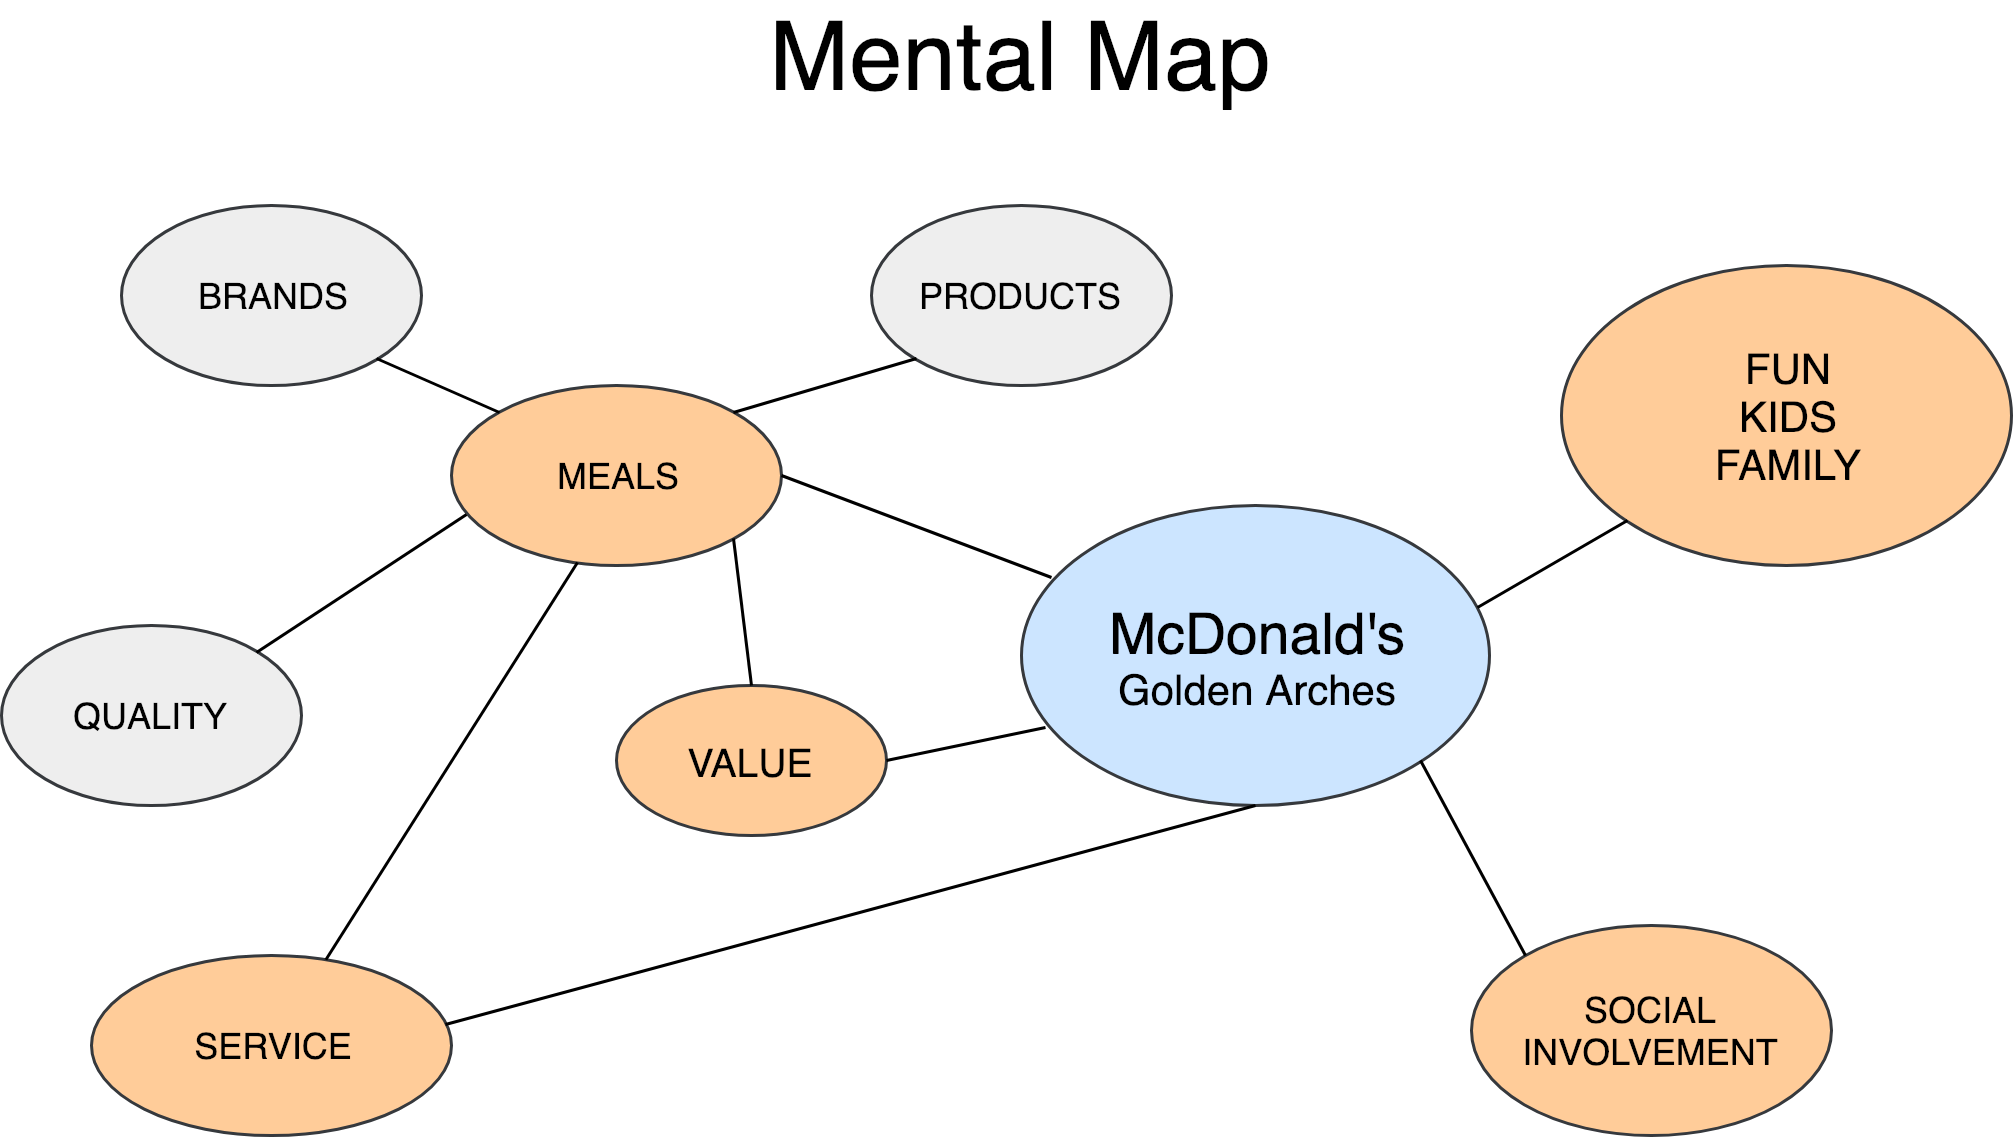 Mental Map
BRANDS
PRODUCTS
FUN
KIDS
FAMILY
MEALS
McDonald's
Golden Arches
QUALITY
VALUE
SERVICE
SOCIAL
INVOLVEMENT